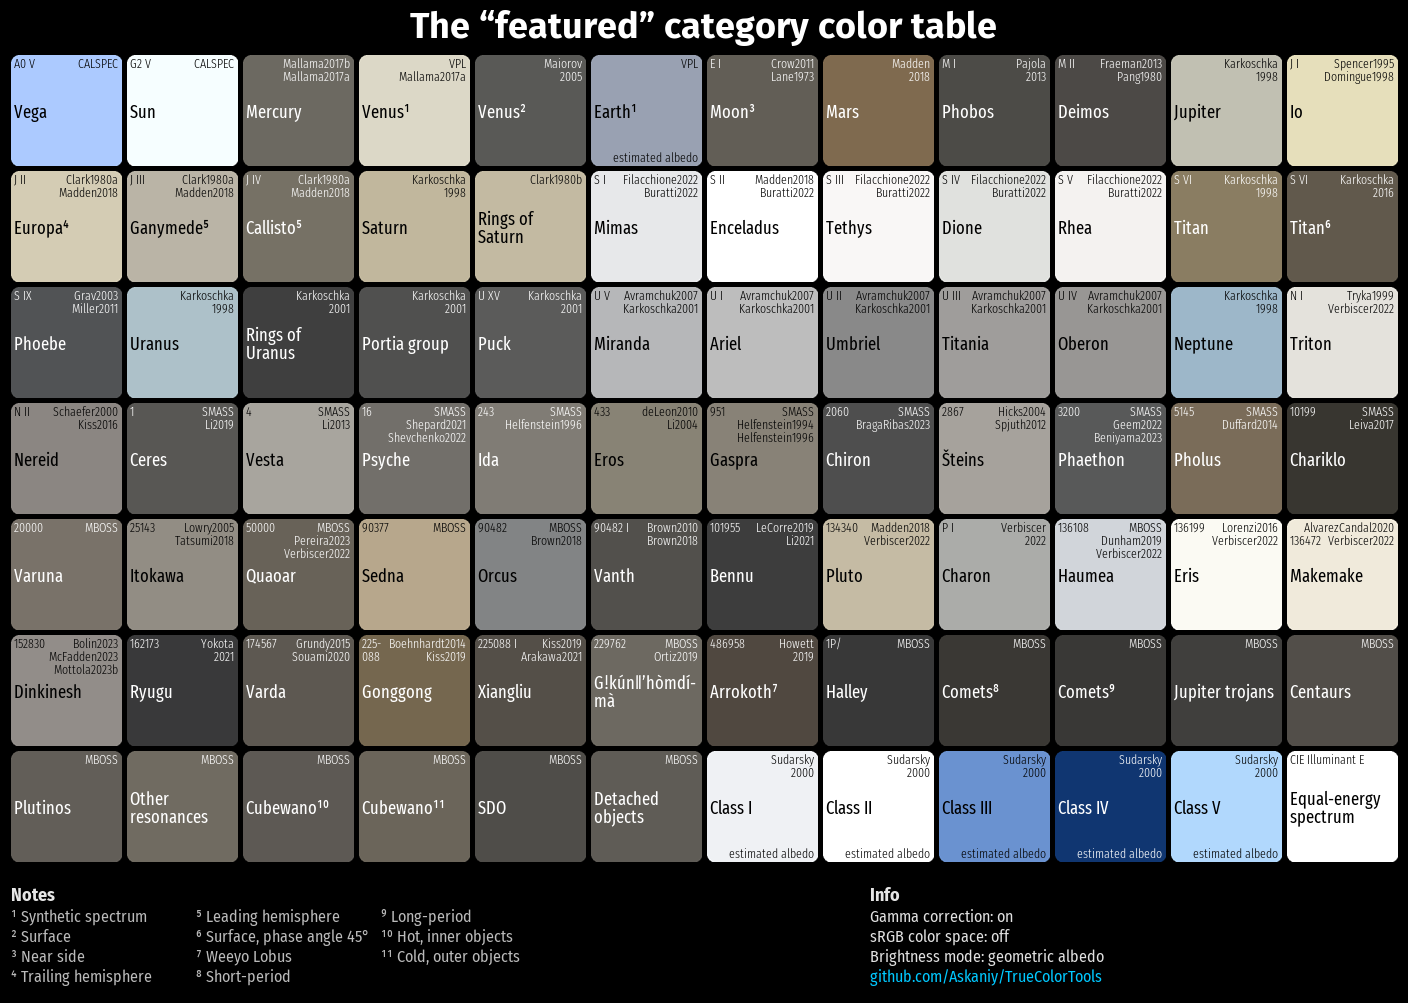 The “featured” category color table
A0 V CALSPEC
Vega
G2 V CALSPEC
Sun
Mallama2017b
Mallama2017a
Mercury
VPL
Mallama2017a
Venus¹
Maiorov
2005
Venus²
VPL
Earth¹
estimated albedo
E I Crow2011
Lane1973
Moon³
Madden
2018
Mars
M I Pajola
2013
Phobos
M II Fraeman2013
Pang1980
Deimos
Karkoschka
1998
Jupiter
J I Spencer1995
Domingue1998
Io
J II Clark1980a
Madden2018
Europa⁴
J III Clark1980a
Madden2018
Ganymede⁵
J IV Clark1980a
Madden2018
Callisto⁵
Karkoschka
1998
Saturn
Clark1980b
Rings of
Saturn
S I Filacchione2022
Buratti2022
Mimas
S II Madden2018
Buratti2022
Enceladus
S III Filacchione2022
Buratti2022
Tethys
S IV Filacchione2022
Buratti2022
Dione
S V Filacchione2022
Buratti2022
Rhea
S VI Karkoschka
1998
Titan
S VI Karkoschka
2016
Titan⁶
S IX Grav2003
Miller2011
Phoebe
Karkoschka
1998
Uranus
Karkoschka
2001
Rings of
Uranus
Karkoschka
2001
Portia group
U XV Karkoschka
2001
Puck
U V Avramchuk2007
Karkoschka2001
Miranda
U I Avramchuk2007
Karkoschka2001
Ariel
U II Avramchuk2007
Karkoschka2001
Umbriel
U III Avramchuk2007
Karkoschka2001
Titania
U IV Avramchuk2007
Karkoschka2001
Oberon
Karkoschka
1998
Neptune
N I Tryka1999
Verbiscer2022
Triton
N II Schaefer2000
Kiss2016
Nereid
1 SMASS
Li2019
Ceres
4 SMASS
Li2013
Vesta
16 SMASS
Shepard2021
Shevchenko2022
Psyche
243 SMASS
Helfenstein1996
Ida
433 deLeon2010
Li2004
Eros
951 SMASS
Helfenstein1994
Helfenstein1996
Gaspra
2060 SMASS
BragaRibas2023
Chiron
2867 Hicks2004
Spjuth2012
Šteins
3200 SMASS
Geem2022
Beniyama2023
Phaethon
5145 SMASS
Duffard2014
Pholus
10199 SMASS
Leiva2017
Chariklo
20000 MBOSS
Varuna
25143 Lowry2005
Tatsumi2018
Itokawa
50000 MBOSS
Pereira2023
Verbiscer2022
Quaoar
90377 MBOSS
Sedna
90482 MBOSS
Brown2018
Orcus
90482 I Brown2010
Brown2018
Vanth
101955 LeCorre2019
Li2021
Bennu
134340 Madden2018
Verbiscer2022
Pluto
P I Verbiscer
2022
Charon
136108 MBOSS
Dunham2019
Verbiscer2022
Haumea
136199 Lorenzi2016
Verbiscer2022
Eris
AlvarezCandal2020
136472 Verbiscer2022
Makemake
152830 Bolin2023
McFadden2023
Mottola2023b
Dinkinesh
162173 Yokota
2021
Ryugu
174567 Grundy2015
Souami2020
Varda
225- Boehnhardt2014
088 Kiss2019
Gonggong
225088 I Kiss2019
Arakawa2021
Xiangliu
229762 MBOSS
Ortiz2019
G!kúnǁʼhòmdí-
mà
486958 Howett
2019
Arrokoth⁷
1P/ MBOSS
Halley
MBOSS
Comets⁸
MBOSS
Comets⁹
MBOSS
Jupiter trojans
MBOSS
Centaurs
MBOSS
Plutinos
MBOSS
Other
resonances
MBOSS
Cubewano¹⁰
MBOSS
Cubewano¹¹
MBOSS
SDO
MBOSS
Detached
objects
Sudarsky
2000
Class I
estimated albedo
Sudarsky
2000
Class II
estimated albedo
Sudarsky
2000
Class III
estimated albedo
Sudarsky
2000
Class IV
estimated albedo
Sudarsky
2000
Class V
estimated albedo
CIE Illuminant E
Equal-energy
spectrum
Notes
¹ Synthetic spectrum
² Surface
³ Near side
⁴ Trailing hemisphere
⁵ Leading hemisphere
⁶ Surface, phase angle 45°
⁷ Weeyo Lobus
⁸ Short-period
⁹ Long-period
¹⁰ Hot, inner objects
¹¹ Cold, outer objects
Info
Gamma correction: on
sRGB color space: off
Brightness mode: geometric albedo
github.com/Askaniy/TrueColorTools